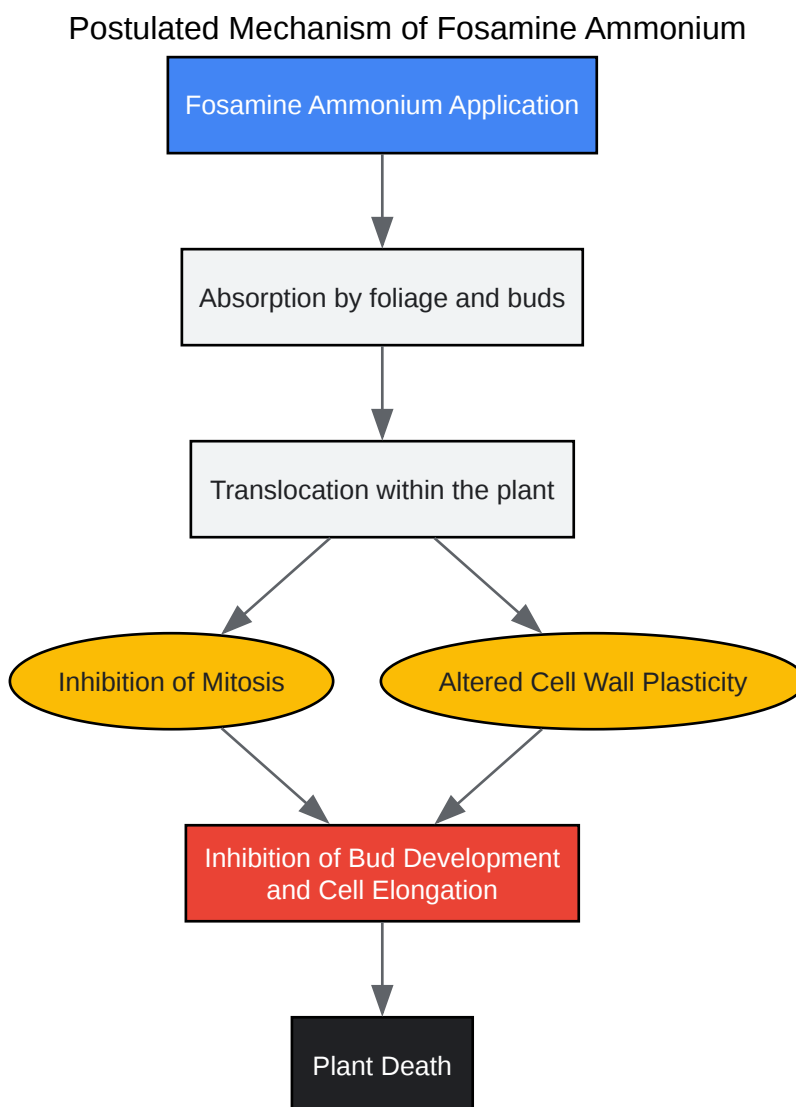 Postulated Mechanism of Fosamine Ammonium
Fosamine Ammonium Application
Absorption by foliage and buds
Translocation within the plant
Inhibition of Mitosis
Altered Cell Wall Plasticity
Inhibition of Bud Development
and Cell Elongation
Plant Death